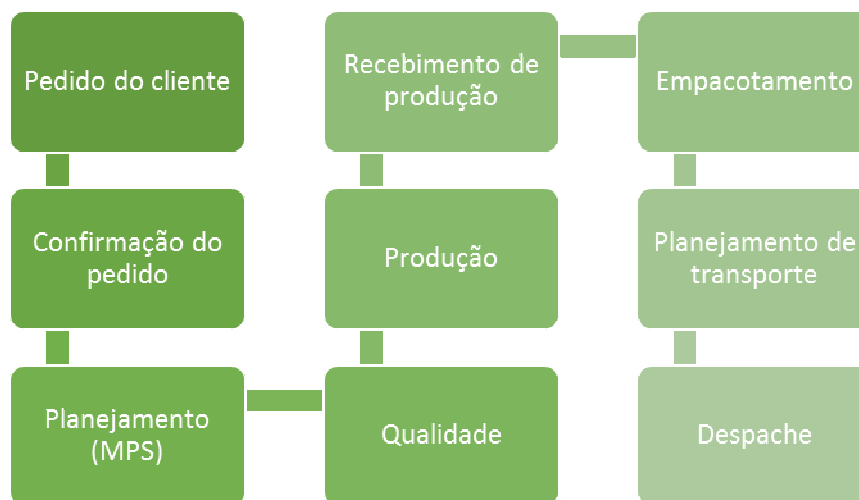 Pedido do cliente
Confirmação do
pedido
Planejamento
(MPS)
Qualidade
Produção
Recebimento de
produção
Empacotamento
Planejamento de
transporte
Despache